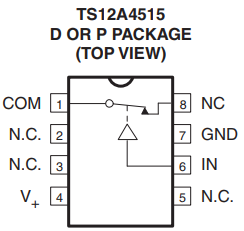 TS12A4515
D OR P PACKAGE
(TOP VIEW)
COM 1 8 NC
N.C. 2 7 GND
N.C. 3 6 IN
V+ 4 5 N.C.